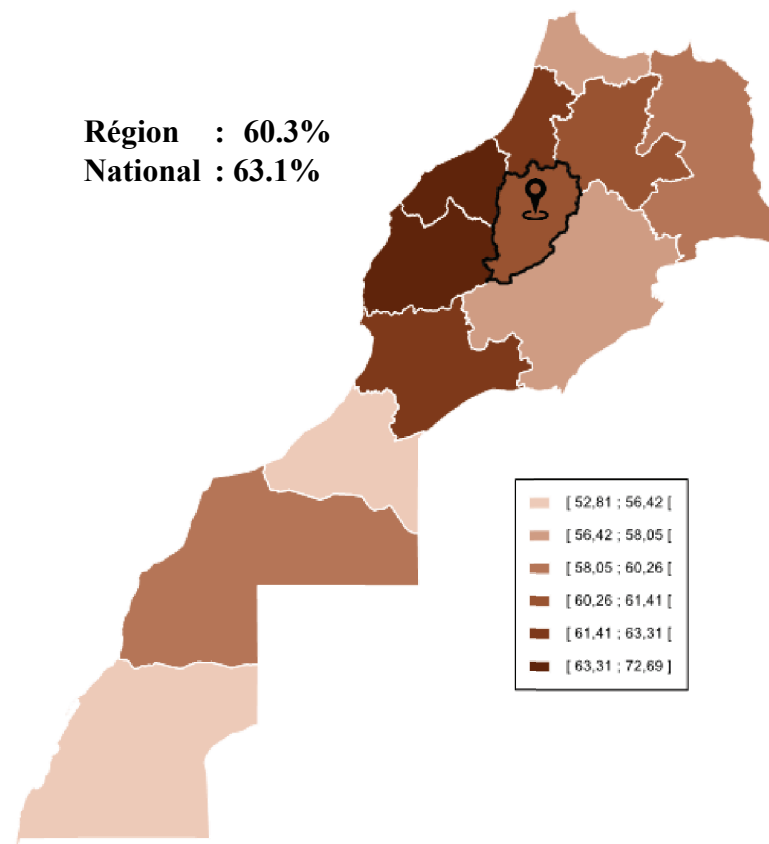 Région : 60.3%
National : 63.1%
[ 52,81 ; 56,42 [
[ 56,42 ; 58,05 [
[ 58,05 ; 60,26 [
[ 60,26 ; 61,41 [
[ 61,41 ; 63,31 [
[ 63,31 ; 72,69 ]